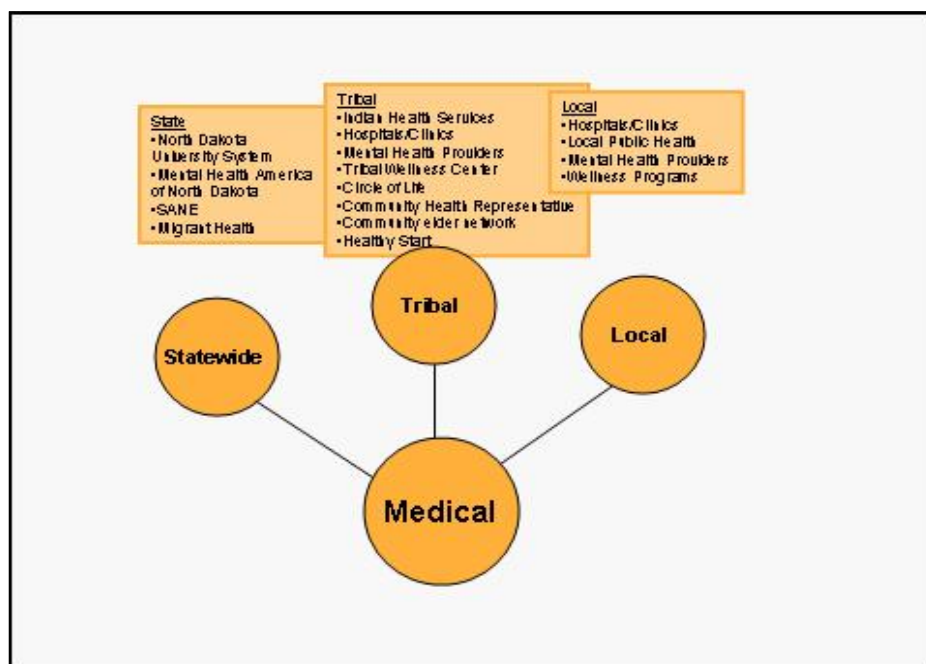 State
•North Dakota
University System
•Mental Health America
of North Dakota
•SANE
•Migrant Health
Tribal
•Indian Health Services
•Hospitals/Clinics
•Mental Health Providers
•Tribal Wellness Center
•Circle of Life
•Community Health Representative
•Community elder network
•Healthy Start
Local
•Hospitals/Clinics
•Local Public Health
•Mental Health Providers
•Wellness Programs
Statewide
Tribal
Local
Medical